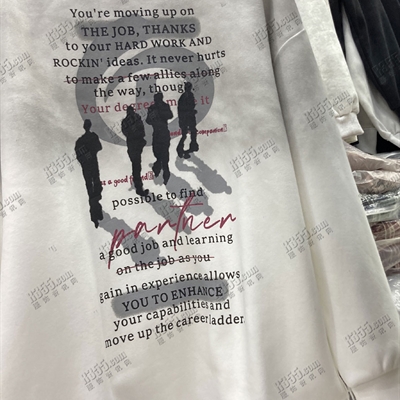 You're moving up on
THE JOB, THANKS
to your HARD WORK AND
ROCKIN' ideas. It never hurts
to make a few allies along
the way, though
Your degree make it
possible to find
partner
a good job and learning
on the job as you
gain in experience allows
YOU TO ENHANCE
your capabilities and
move up the career ladder